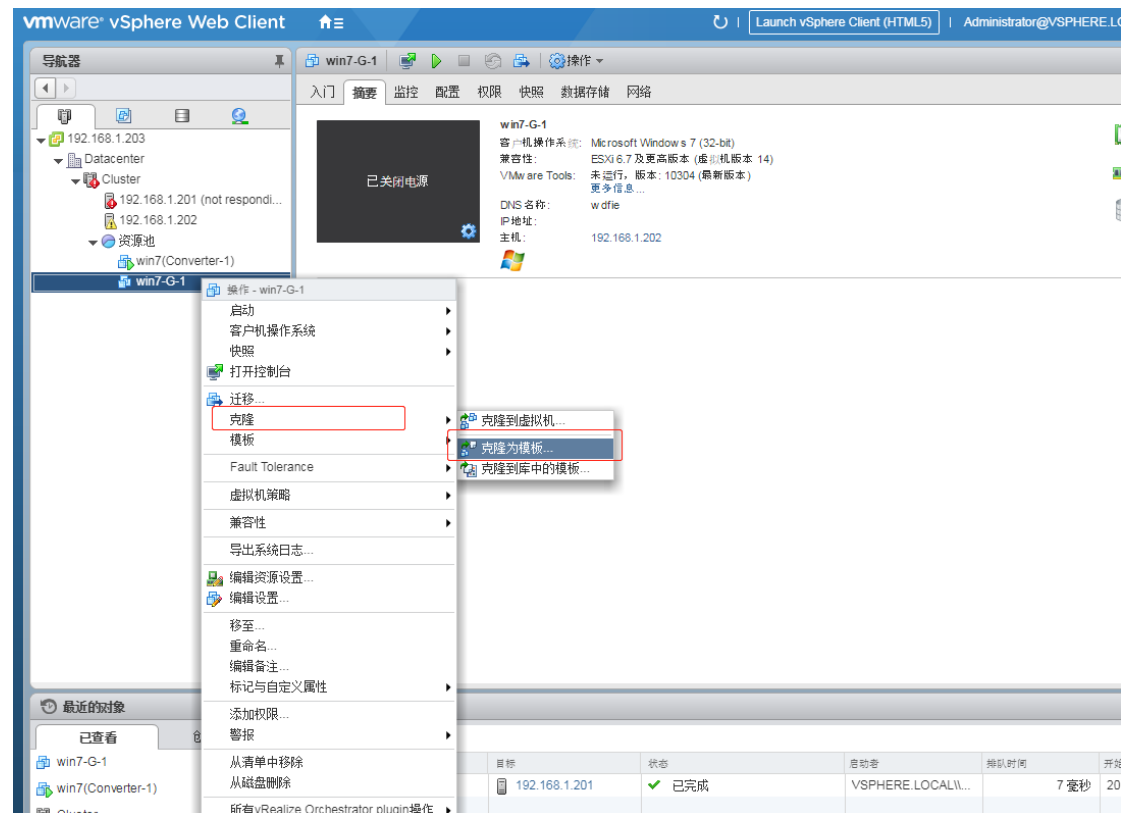 vmware® vSphere Web Client
Launch vSphere Client (HTML5) | Administrator@VSPHERE.LO
导航器
192.168.1.203
Datacenter
Cluster
192.168.1.201 (not respondi...
192.168.1.202
资源池
win7(Converter-1)
win7-G-1
win7-G-1
操作
入门 摘要 监控 配置 权限 快照 数据存储 网络
已关闭电源
win7-G-1
客户机操作系统: Microsoft Windows 7 (32-bit)
兼容性: ESXi 6.7 及更高版本 (虚拟机版本 14)
VMware Tools: 未运行，版本: 10304 (最新版本)
更多信息...
DNS 名称: wdfie
IP 地址:
主机: 192.168.1.202
操作 - win7-G-1
启动
客户机操作系统
快照
打开控制台
迁移...
克隆
模板
Fault Tolerance
虚拟机策略
兼容性
导出系统日志...
编辑资源设置...
编辑设置...
移至...
重命名...
编辑备注...
标记与自定义属性
添加权限...
警报
从清单中移除
从磁盘删除
所有 vRealize Orchestrator plugin操作
克隆到虚拟机...
克隆为模板...
克隆到库中的模板...
最近的对象
已查看
win7-G-1
win7(Converter-1)
Cluster
目标 状态 启动者 排队时间 开始
192.168.1.201 已完成 VSPHERE.LOCAL\\... 7 毫秒 20